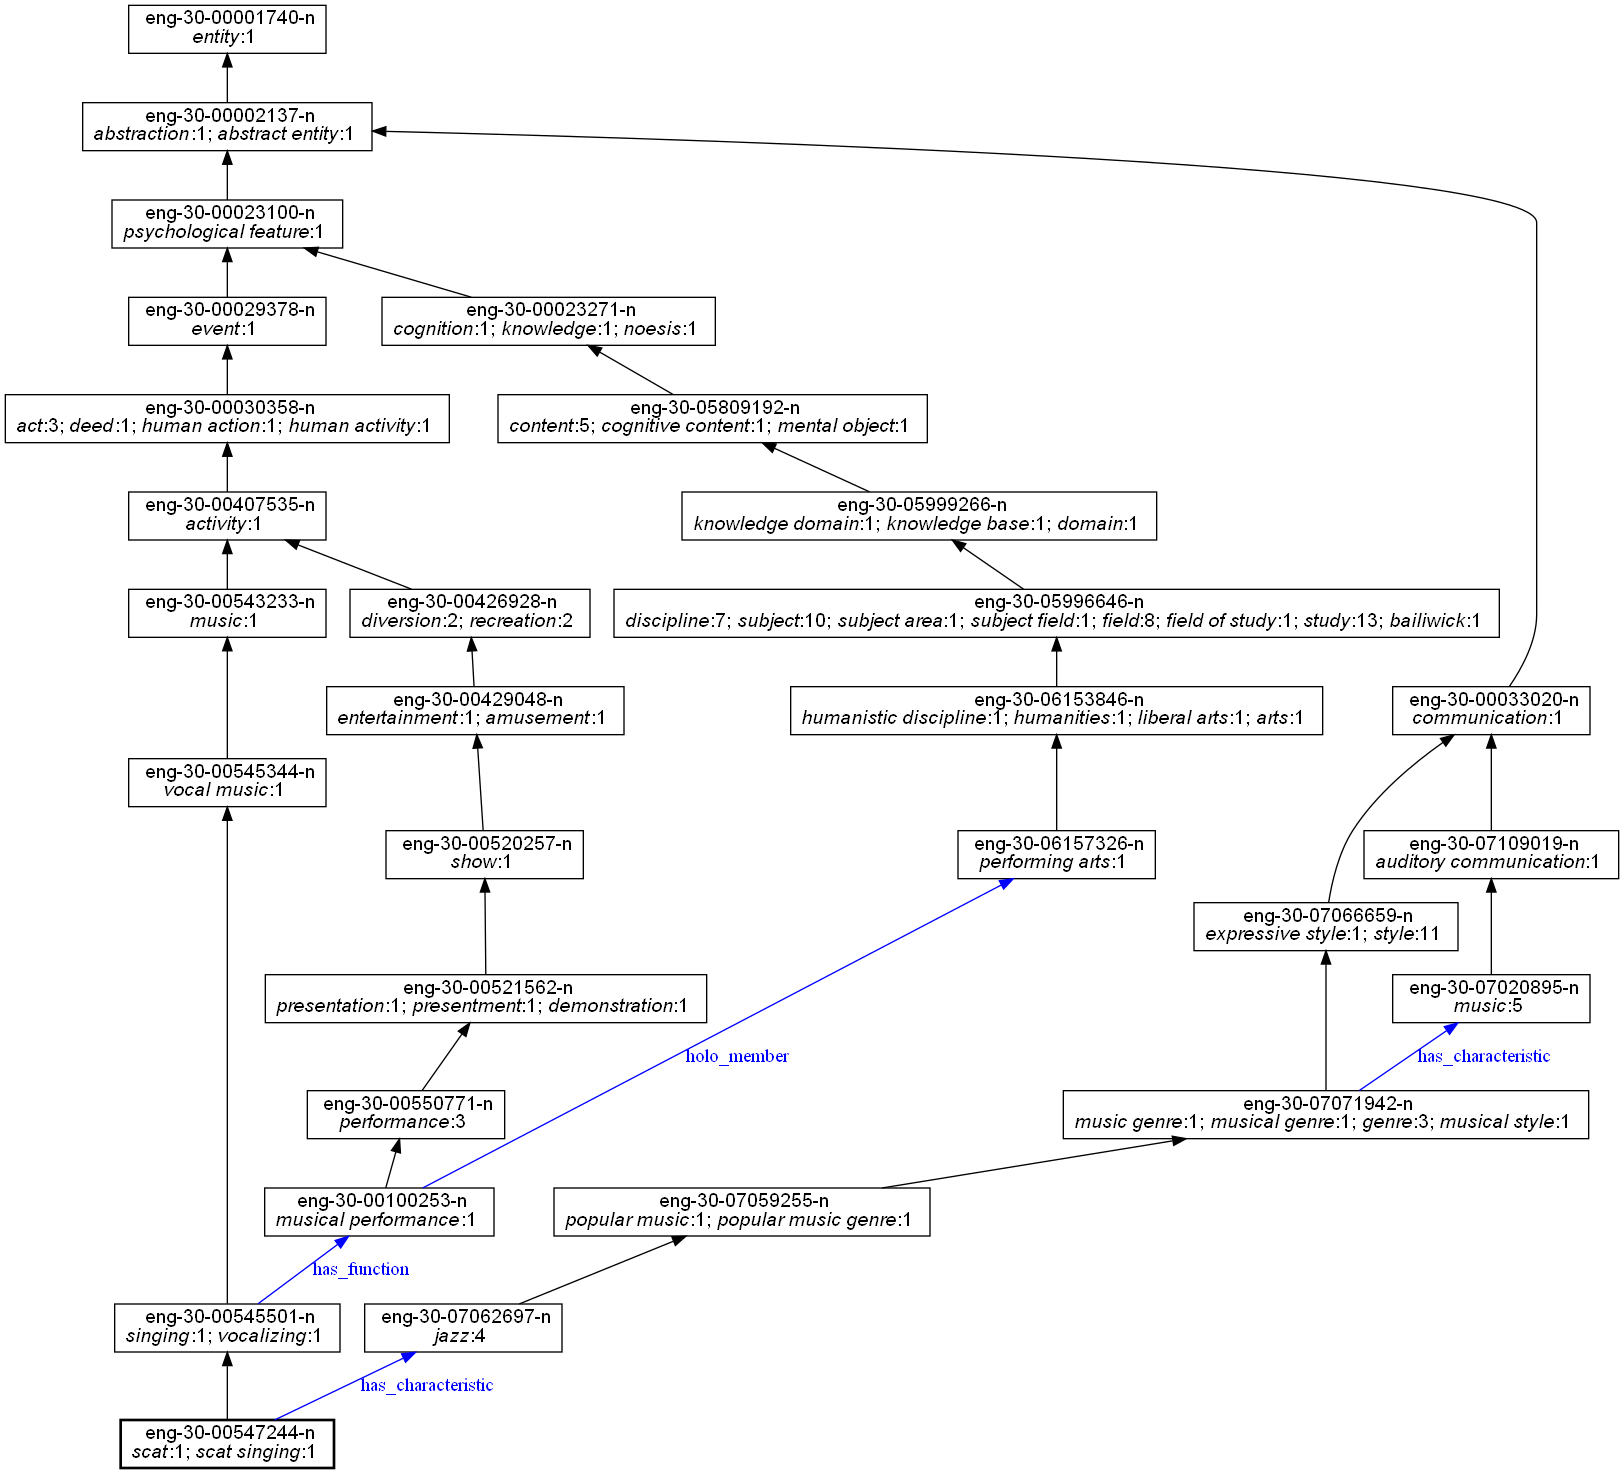 eng-30-00001740-n
entity:1
eng-30-00002137-n
abstraction:1; abstract entity:1
eng-30-00023100-n
psychological feature:1
eng-30-00029378-n
event:1
eng-30-00023271-n
cognition:1; knowledge:1; noesis:1
eng-30-00030358-n
act:3; deed:1; human action:1; human activity:1
eng-30-05809192-n
content:5; cognitive content:1; mental object:1
eng-30-00407535-n
activity:1
eng-30-05999266-n
knowledge domain:1; knowledge base:1; domain:1
eng-30-00543233-n
music:1
eng-30-00426928-n
diversion:2; recreation:2
eng-30-05996646-n
discipline:7; subject:10; subject area:1; subject field:1; field:8; field of study:1; study:13; bailiwick:1
eng-30-00429048-n
entertainment:1; amusement:1
eng-30-06153846-n
humanistic discipline:1; humanities:1; liberal arts:1; arts:1
eng-30-00033020-n
communication:1
eng-30-00545344-n
vocal music:1
eng-30-00520257-n
show:1
eng-30-06157326-n
performing arts:1
eng-30-07109019-n
auditory communication:1
eng-30-07066659-n
expressive style:1; style:11
eng-30-00521562-n
presentation:1; presentment:1; demonstration:1
eng-30-07020895-n
music:5
holo_member
has_characteristic
eng-30-00550771-n
performance:3
eng-30-07071942-n
music genre:1; musical genre:1; genre:3; musical style:1
eng-30-00100253-n
musical performance:1
eng-30-07059255-n
popular music:1; popular music genre:1
has_function
eng-30-00545501-n
singing:1; vocalizing:1
eng-30-07062697-n
jazz:4
has_characteristic
eng-30-00547244-n
scat:1; scat singing:1